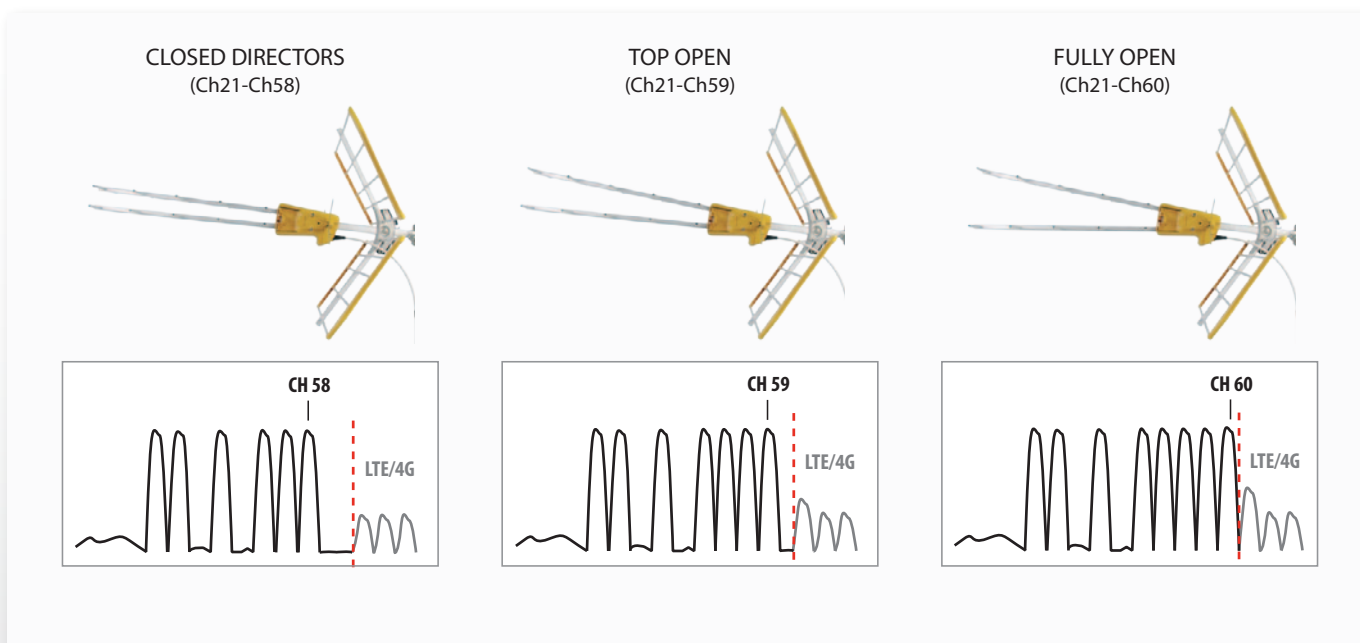 CLOSED DIRECTORS
(Ch21-Ch58)
TOP OPEN
(Ch21-Ch59)
FULLY OPEN
(Ch21-Ch60)
CH 58
LTE/4G
CH 59
LTE/4G
CH 60
LTE/4G